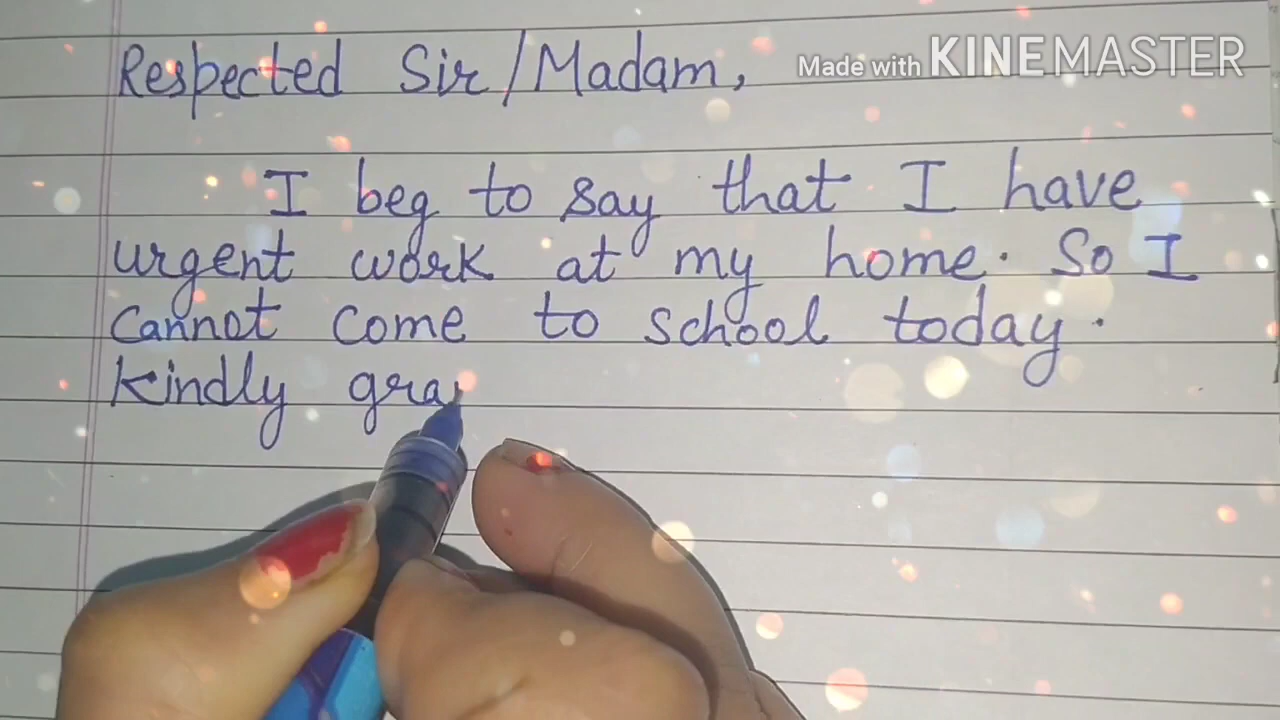 Made with KINEMASTER
Respected Sir/Madam,
I beg to say that I have
urgent work at my home. So I
cannot come to school today.
Kindly gra